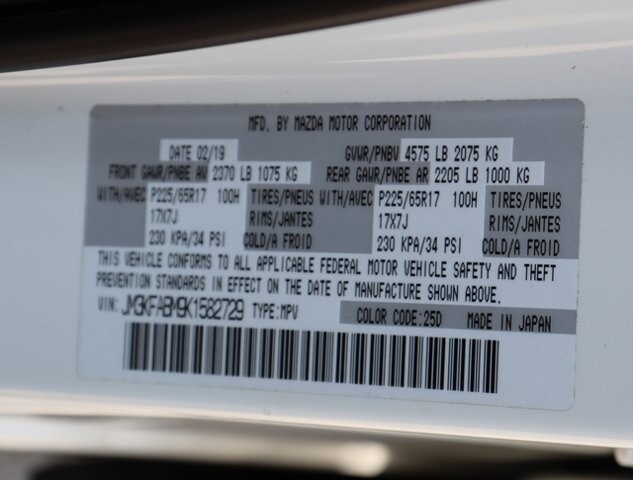 MFD. BY MAZDA MOTOR CORPORATION
DATE 02/19 GVWR/PNBV 4575 LB 2075 KG
FRONT GAWR/PNBE AV 2370 LB 1075 KG REAR GAWR/PNBE AR 2205 LB 1000 KG
WITH/AVEC P225/65R17 100H TIRES/PNEUS WITH/AVEC P225/65R17 100H TIRES/PNEUS
17X7J RIMS/JANTES 17X7J RIMS/JANTES
230 KPA/34 PSI COLD/A FROID 230 KPA/34 PSI COLD/A FROID
THIS VEHICLE CONFORMS TO ALL APPLICABLE FEDERAL MOTOR VEHICLE SAFETY AND THEFT
PREVENTION STANDARDS IN EFFECT ON THE DATE OF MANUFACTURE SHOWN ABOVE.
VIN: JM3KFABM9K1582729 TYPE:MPV COLOR CODE:25D MADE IN JAPAN